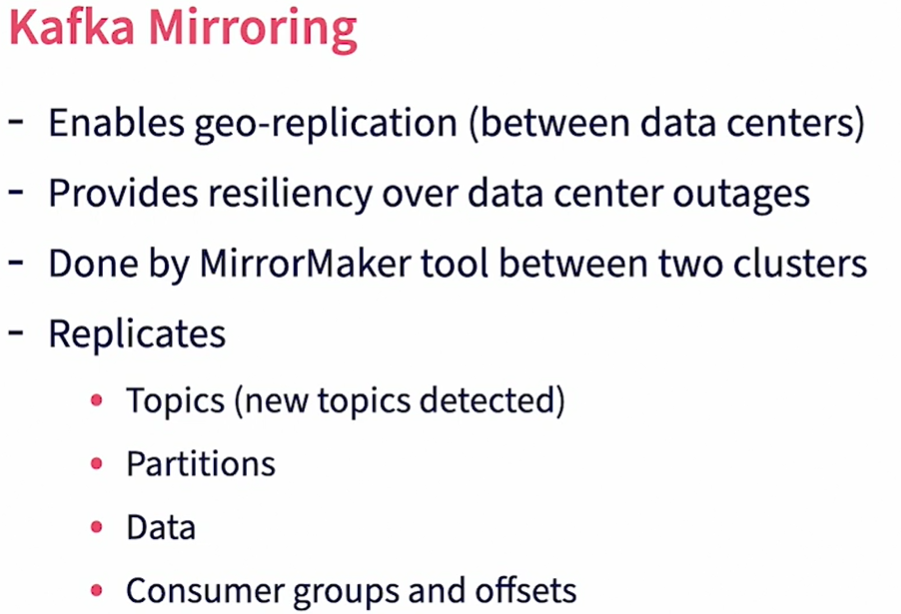 Kafka Mirroring
- Enables geo-replication (between data centers)
- Provides resiliency over data center outages
- Done by MirrorMaker tool between two clusters
- Replicates
• Topics (new topics detected)
• Partitions
• Data
• Consumer groups and offsets